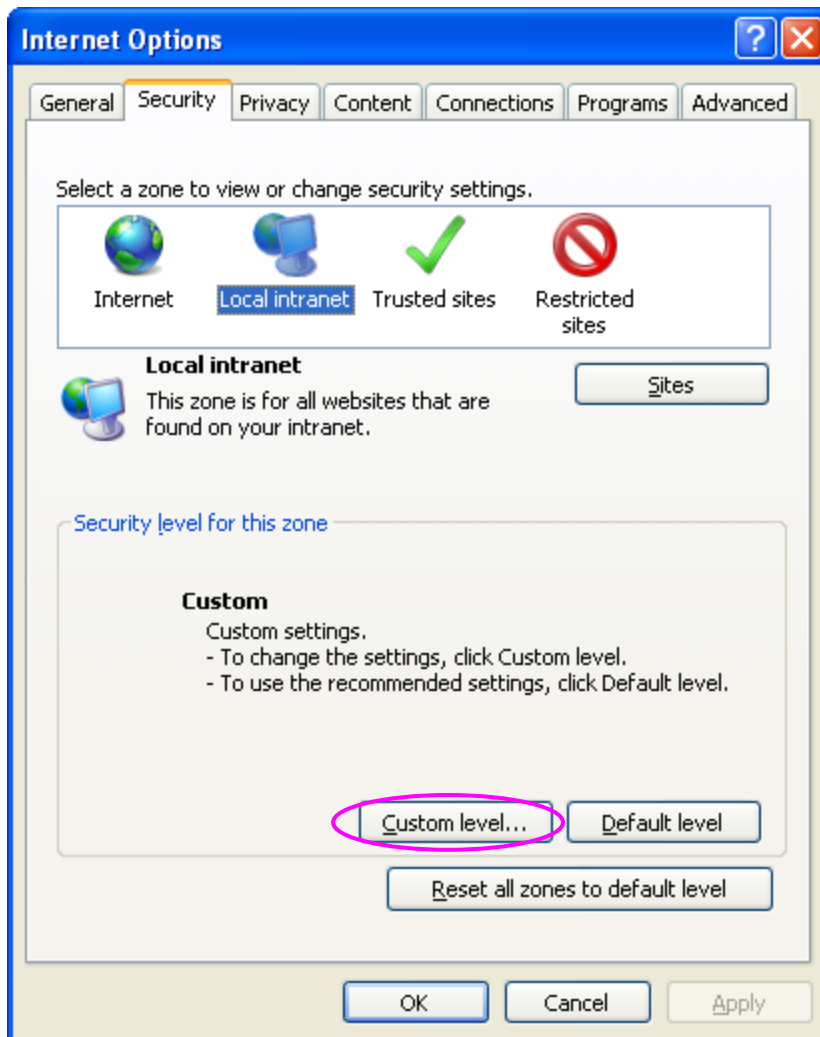 Internet Options
General Security Privacy Content Connections Programs Advanced
Select a zone to view or change security settings.
Internet Local intranet Trusted sites Restricted
sites
Local intranet
Sites
This zone is for all websites that are
found on your intranet.
Security level for this zone
Custom
Custom settings.
- To change the settings, click Custom level.
- To use the recommended settings, click Default level.
Custom level... Default level
Reset all zones to default level
OK Cancel Apply